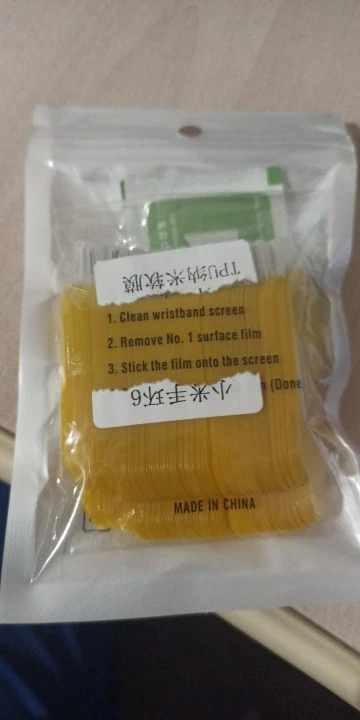 TPU纳米软膜
1. Clean wristband screen
2. Remove No. 1 surface film
3. Stick the film onto the screen
(Done
小米手环6
MADE IN CHINA